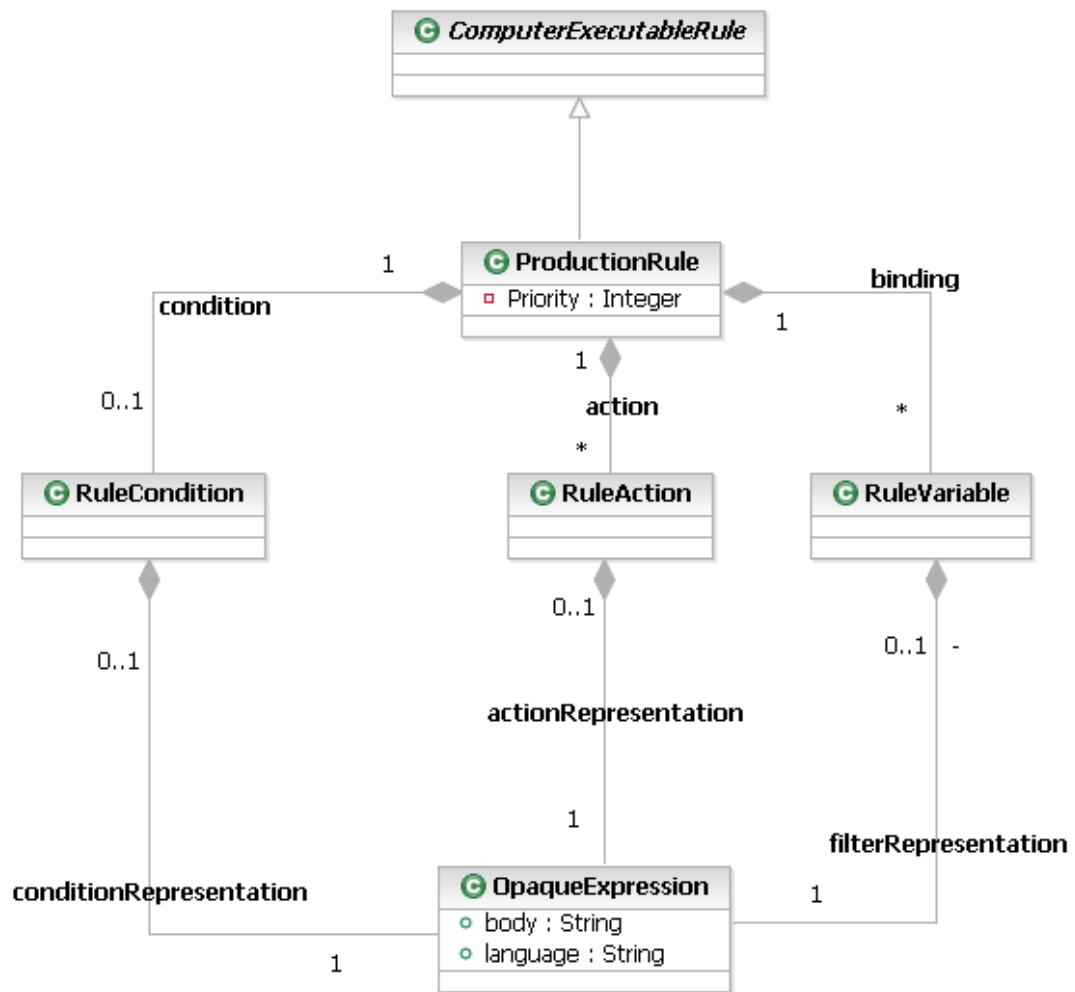 ComputerExecutableRule
ProductionRule
Priority : Integer
1
condition
0..1
1
action
*
binding
1
*
RuleCondition
RuleAction
RuleVariable
0..1
0..1
0..1 -
actionRepresentation
1
filterRepresentation
1
conditionRepresentation
1
OpaqueExpression
body : String
language : String